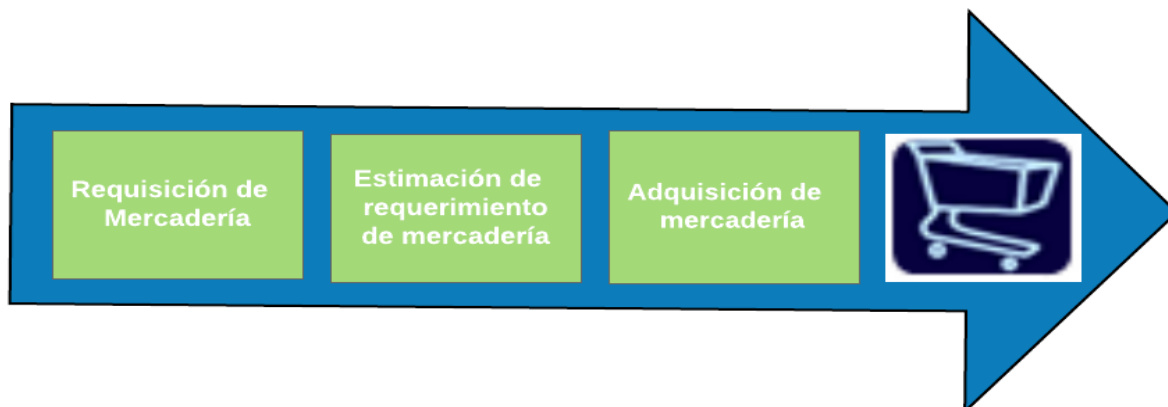 Requisición de
Mercadería
Estimación de
requerimiento
de mercadería
Adquisición de
mercadería